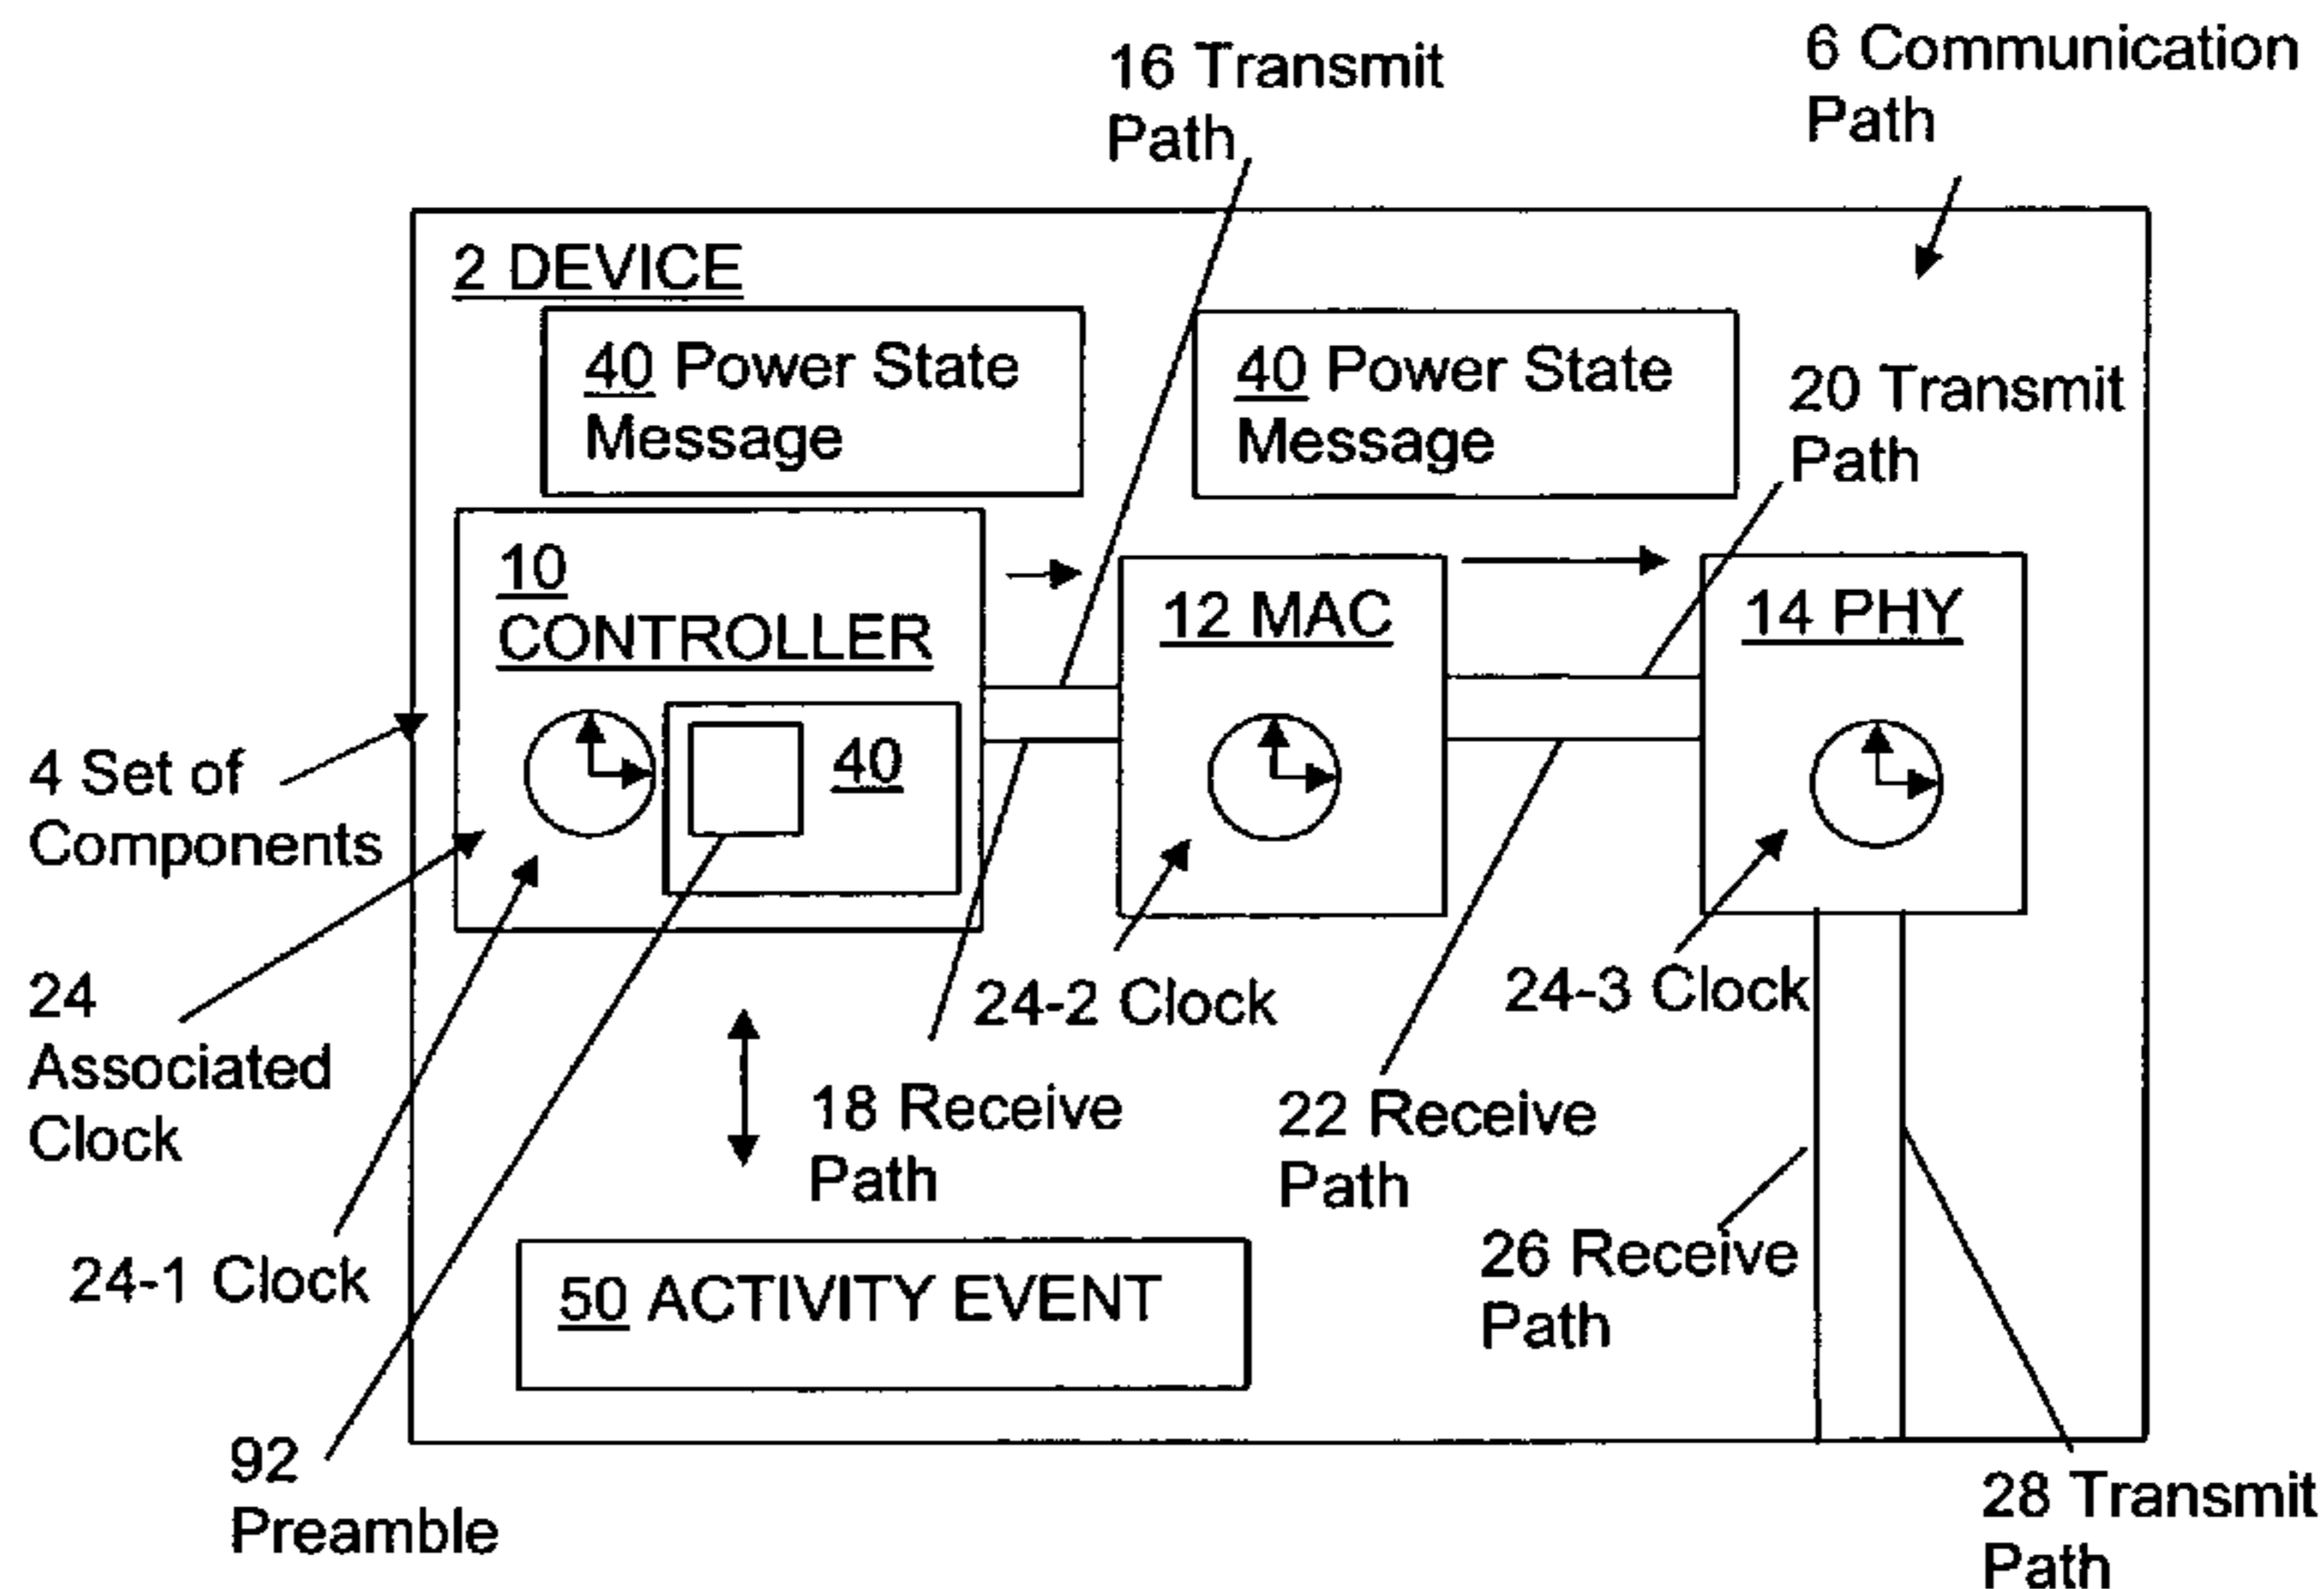 16 Transmit
Path
6 Communication
Path
2 DEVICE
40 Power State
Message
40 Power State
Message
20 Transmit
Path
10
CONTROLLER
12 MAC
14 PHY
40
4 Set of
Components
24
Associated
Clock
24-2 Clock
24-3 Clock
18 Receive
Path
22 Receive
Path
24-1 Clock
26 Receive
Path
50 ACTIVITY EVENT
92
Preamble
28 Transmit
Path